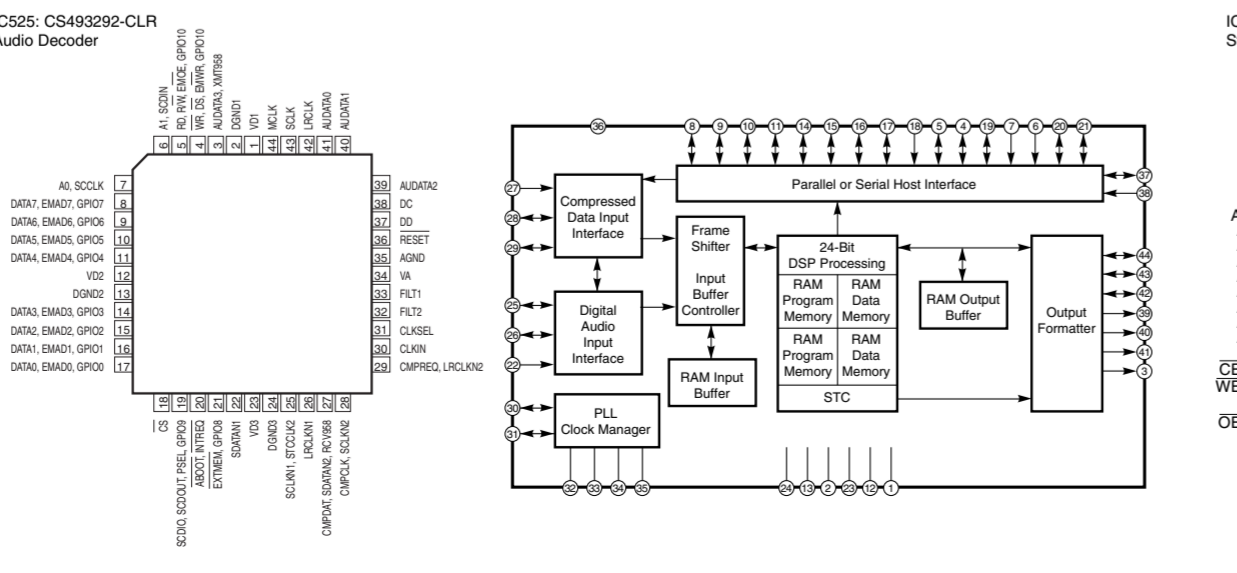 C525: CS493292-CLR
Audio Decoder
A1, SCDIN
RD, R/W, EMOE, GPIO10
WR, DS, EMWR, GPIO10
AUDATA3, XMT958
DGND1
VD1
MCLK
SCLK
LRCLK
AUDATA0
AUDATA1
6 5 4 3 2 1 44 43 42 41 40
A0, SCCLK 7
DATA7, EMAD7, GPIO7 8
DATA6, EMAD6, GPIO6 9
DATA5, EMAD5, GPIO5 10
DATA4, EMAD4, GPIO4 11
VD2 12
DGND2 13
DATA3, EMAD3, GPIO3 14
DATA2, EMAD2, GPIO2 15
DATA1, EMAD1, GPIO1 16
DATA0, EMAD0, GPIO0 17
39 AUDATA2
38 DC
37 DD
36 RESET
35 AGND
34 VA
33 FILT1
32 FILT2
31 CLKSEL
30 CLKIN
29 CMPREQ, LRCLKN2
18 19 20 21 22 23 24 25 26 27 28
CS
SCDIO, SCDOUT, PSEL, GPIO9
ABOOT, INTREQ
EXTMEM, GPIO8
SDATAN1
VD3
DGND3
SCLKN1, STCCLK2
LRCLKN1
CMPDAT, SDATAN2, RCV958
CMPCLK, SCLKN2
36 8 9 10 11 14 15 16 17 18 5 4 19 7 6 20 21
Parallel or Serial Host Interface
37
38
27
28
29
Compressed
Data Input
Interface
25
26
22
Digital
Audio
Input
Interface
Frame
Shifter
Input
Buffer
Controller
RAM Input
Buffer
24-Bit
DSP Processing
RAM
Program
Memory
RAM
Data
Memory
RAM
Program
Memory
RAM
Data
Memory
STC
RAM Output
Buffer
Output
Formatter
44
43
42
39
40
41
3
30
31
PLL
Clock Manager
32 33 34 35
24 13 2 23 12 1
IC
S
A
CE
WE
OE